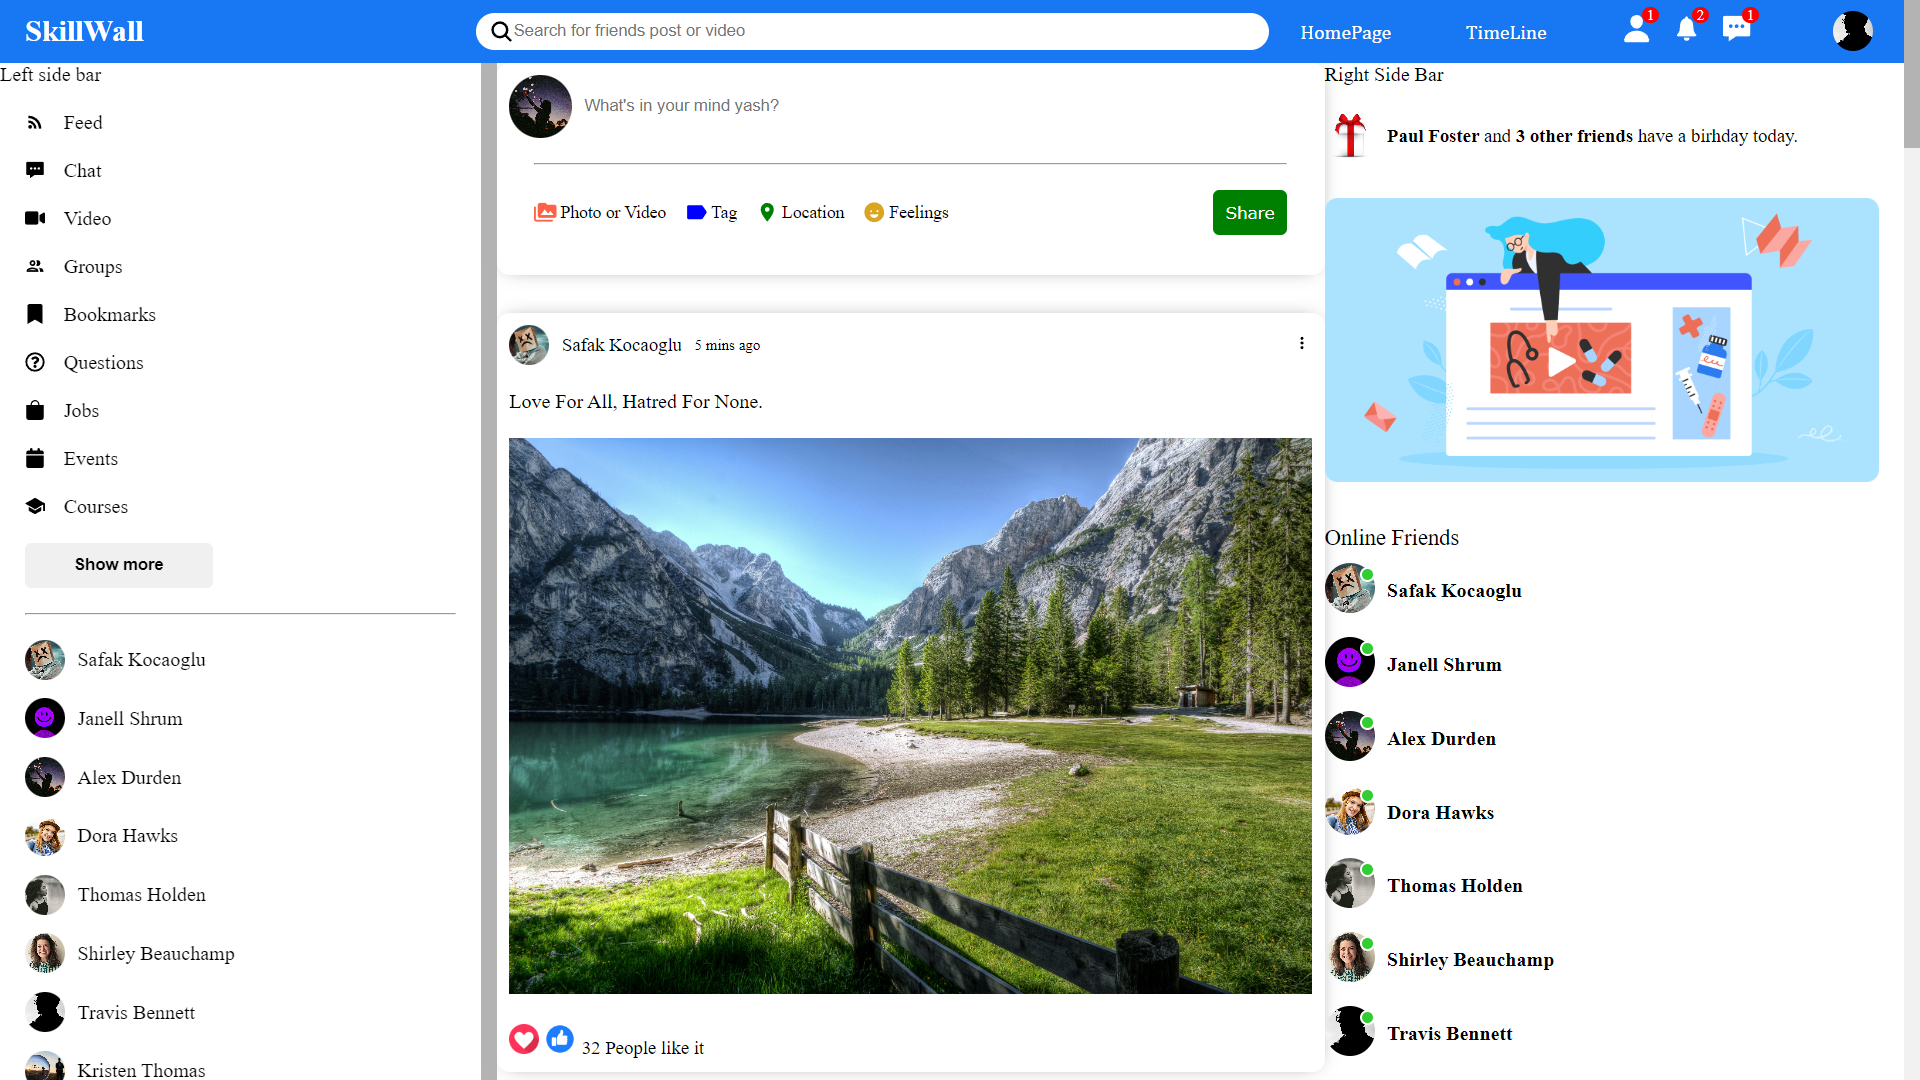 SkillWall
Search for friends post or video
HomePage
TimeLine
1
2
1
Left side bar
Feed
Chat
Video
Groups
Bookmarks
Questions
Jobs
Events
Courses
Show more
Safak Kocaoglu
Janell Shrum
Alex Durden
Dora Hawks
Thomas Holden
Shirley Beauchamp
Travis Bennett
Kristen Thomas
What's in your mind yash?
Photo or Video
Tag
Location
Feelings
Share
Safak Kocaoglu 5 mins ago
Love For All, Hatred For None.
32 People like it
Right Side Bar
Paul Foster and 3 other friends have a birhday today.
Online Friends
Safak Kocaoglu
Janell Shrum
Alex Durden
Dora Hawks
Thomas Holden
Shirley Beauchamp
Travis Bennett